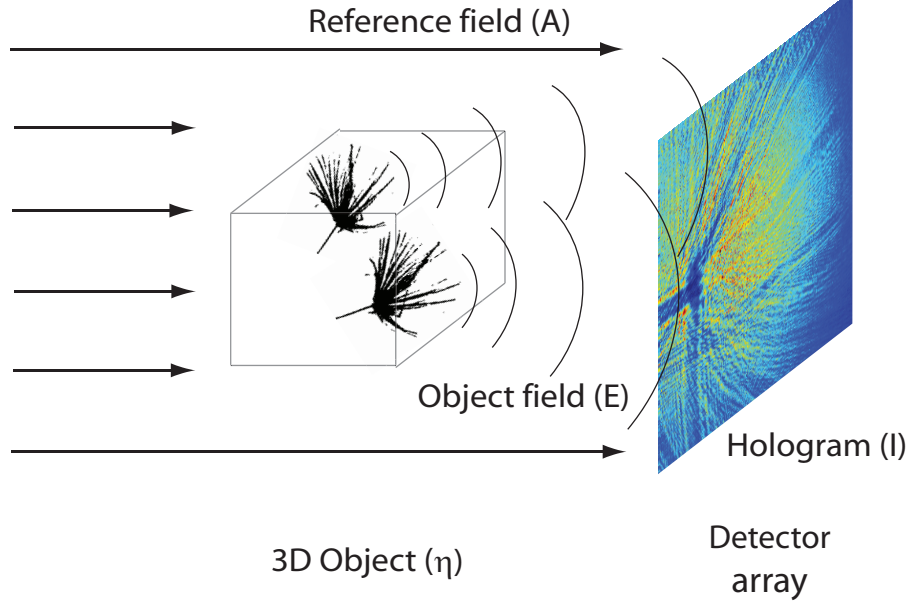 Reference field (A)
Object field (E)
Hologram (I)
3D Object (η)
Detector
array